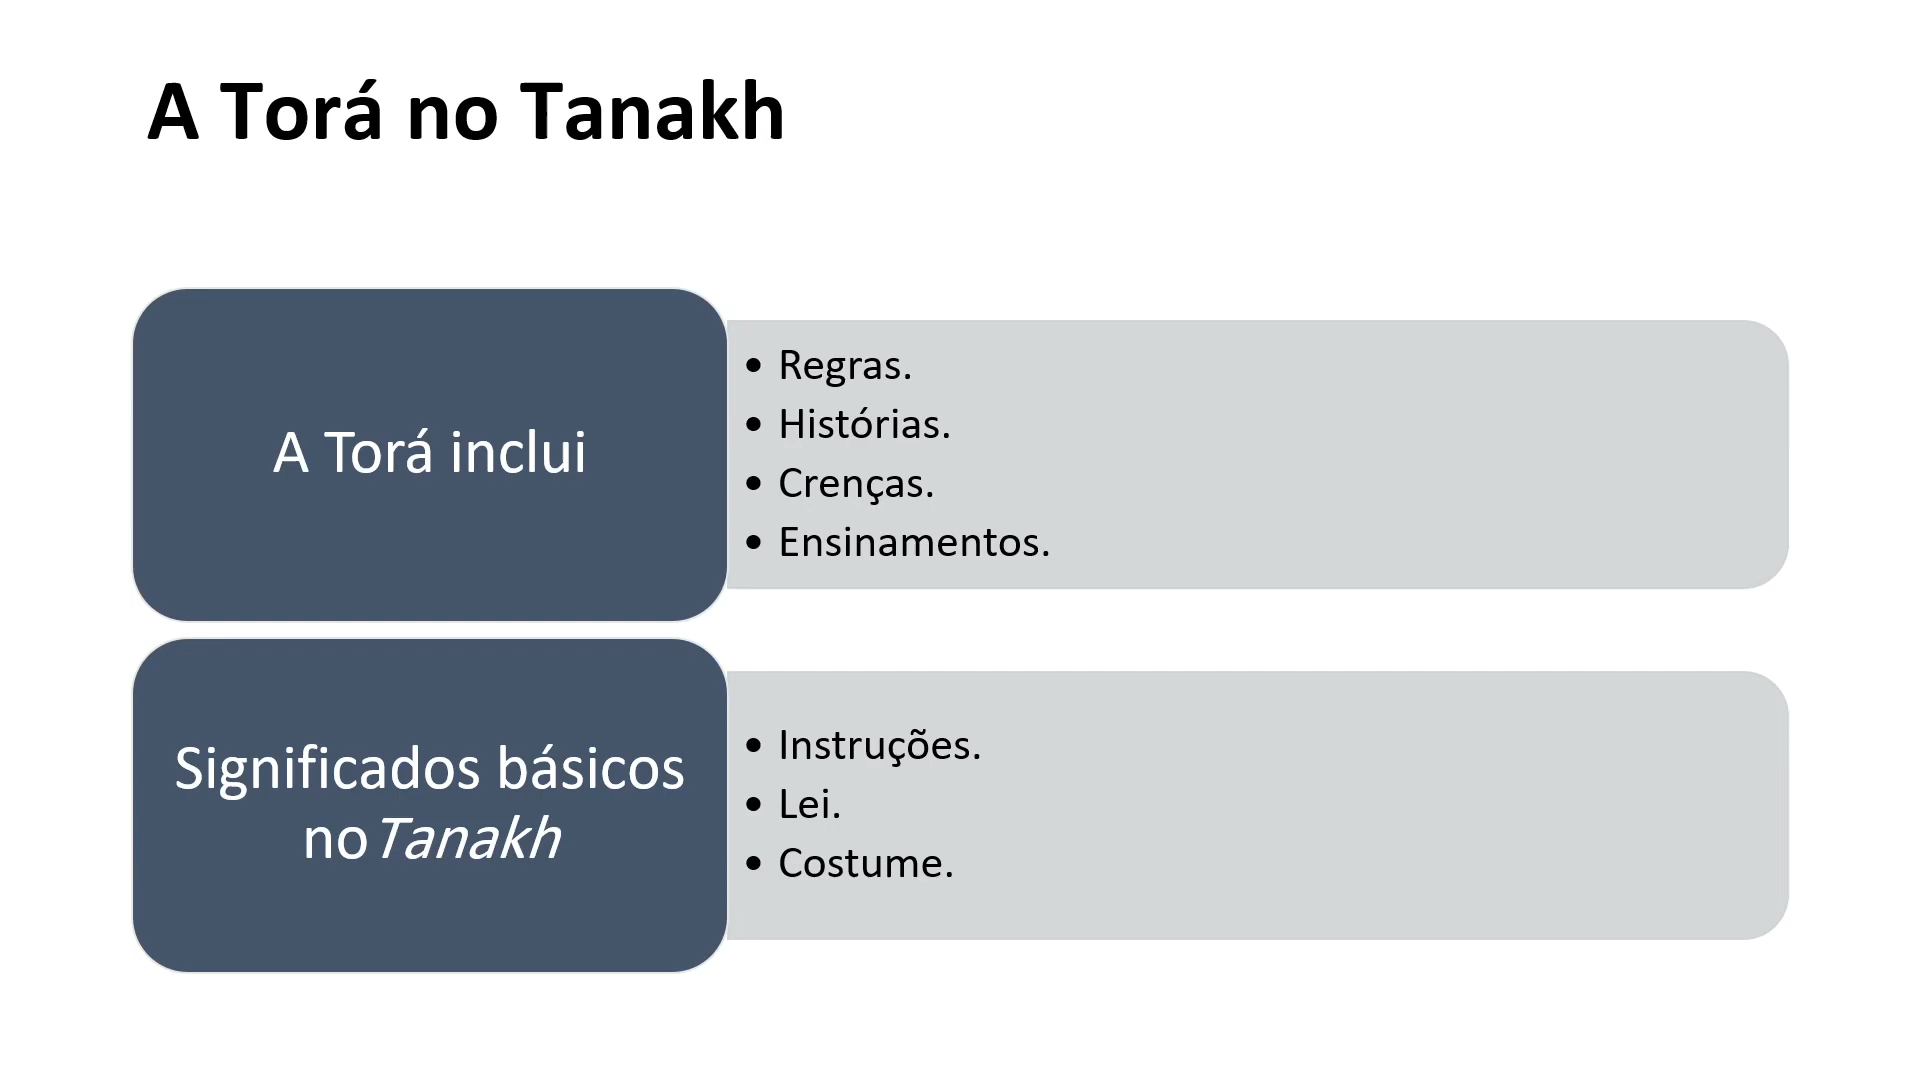 A Torá no Tanakh
A Torá inclui
• Regras.
• Histórias.
• Crenças.
• Ensinamentos.
Significados básicos
no Tanakh
• Instruções.
• Lei.
• Costume.